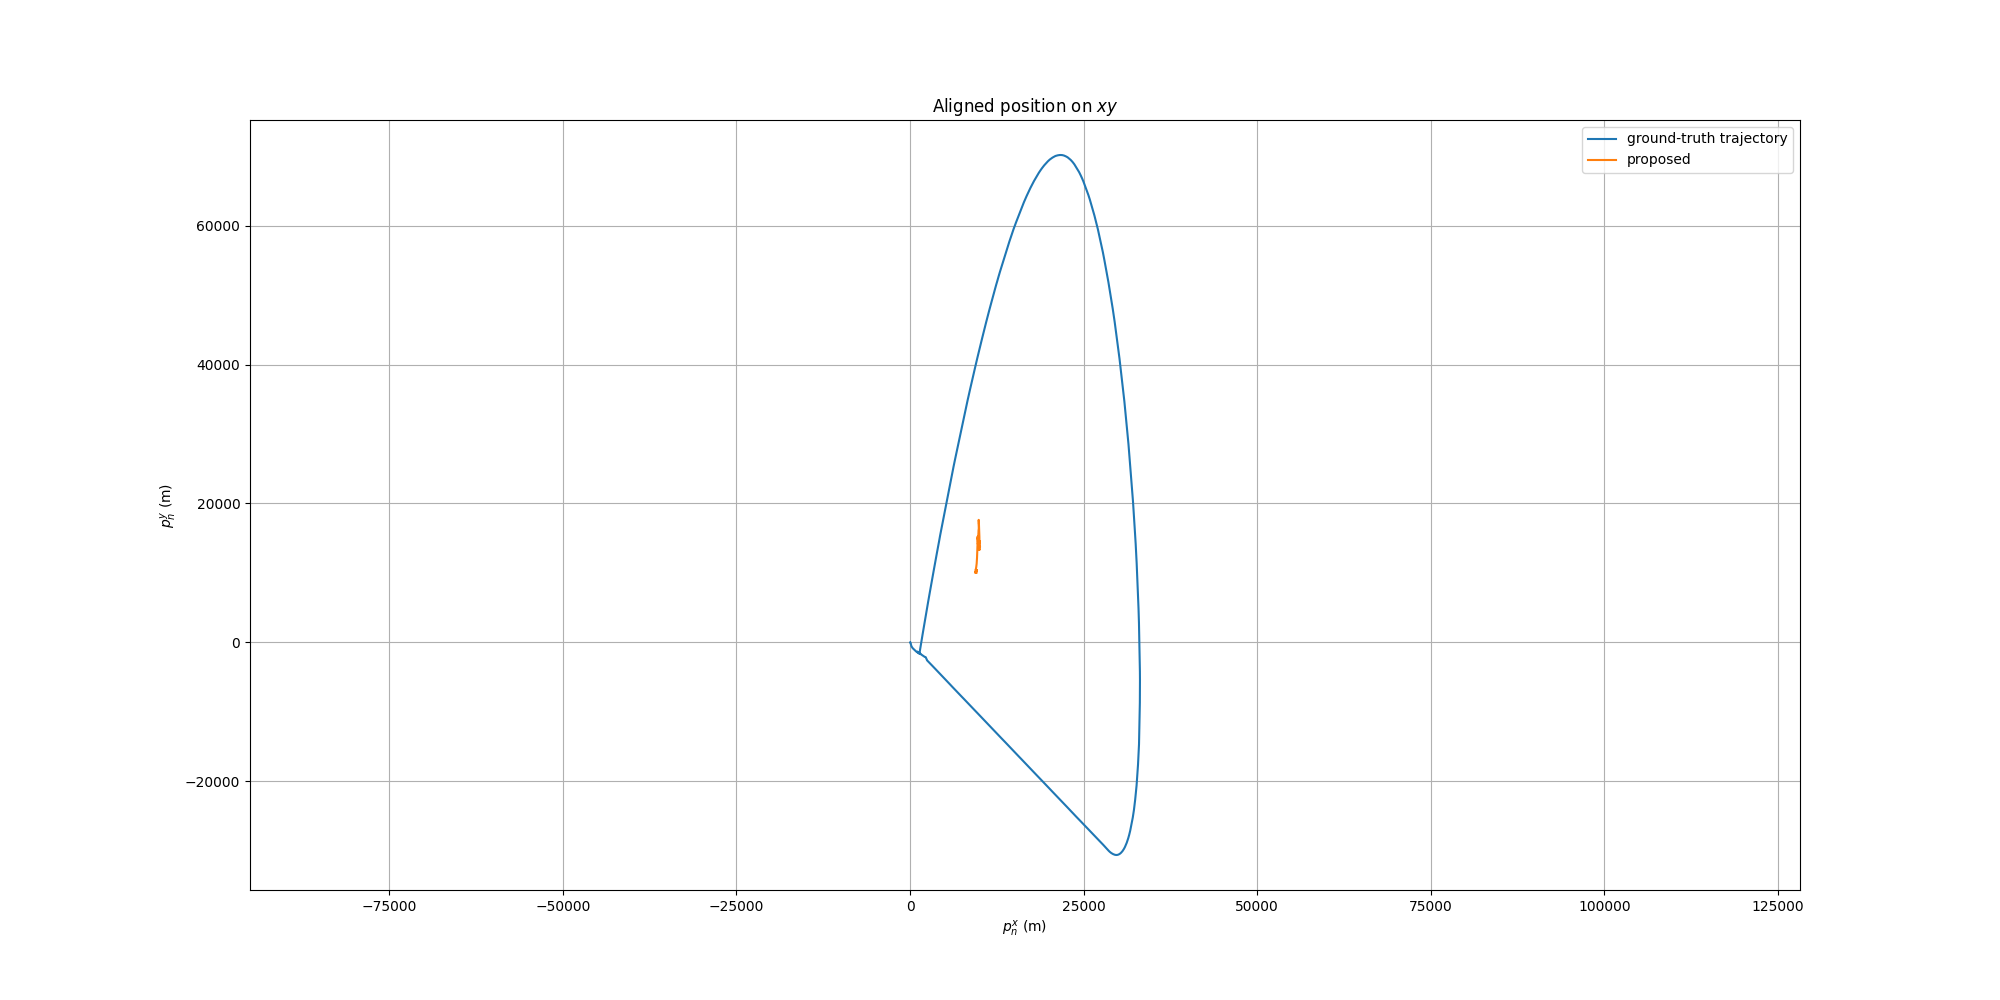 Aligned position on xy
ground-truth trajectory
proposed
60000
40000
20000
0
−20000
p_n^y (m)
−75000 −50000 −25000 0 25000 50000 75000 100000 125000
p_n^x (m)